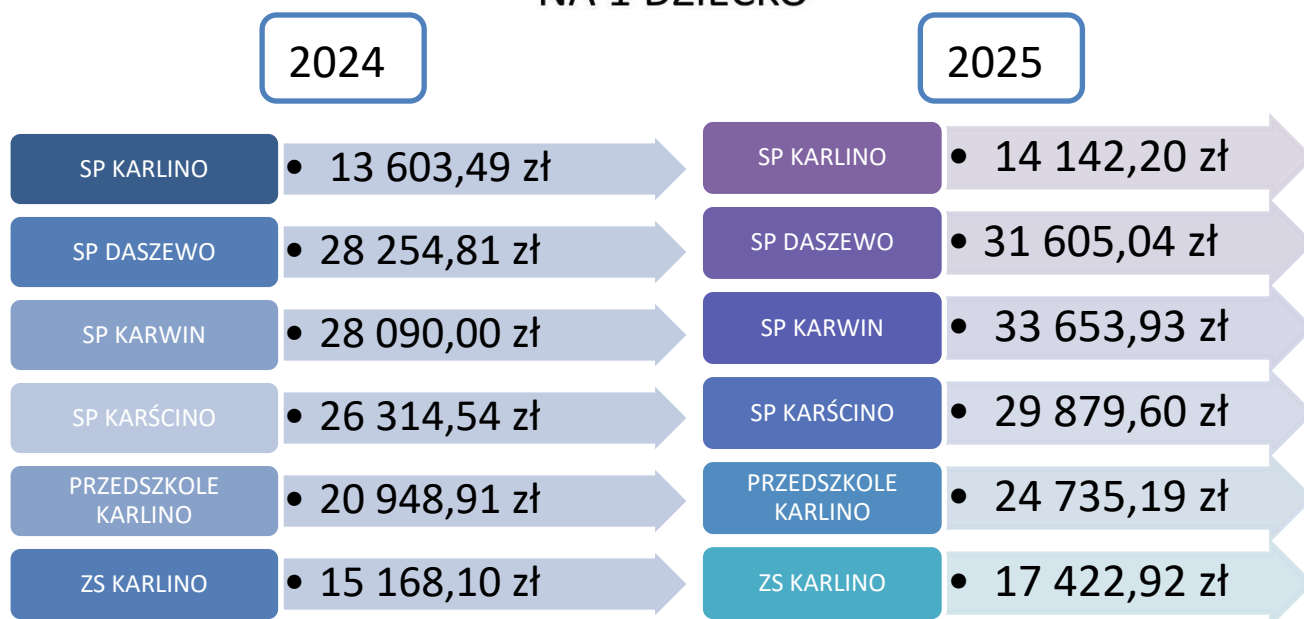 NA 1 DZIECKO
2024
SP KARLINO
• 13 603,49 zł
SP DASZEWO
• 28 254,81 zł
SP KARWIN
• 28 090,00 zł
SP KARŚCINO
• 26 314,54 zł
PRZEDSZKOLE
KARLINO
• 20 948,91 zł
ZS KARLINO
• 15 168,10 zł
2025
SP KARLINO
• 14 142,20 zł
SP DASZEWO
• 31 605,04 zł
SP KARWIN
• 33 653,93 zł
SP KARŚCINO
• 29 879,60 zł
PRZEDSZKOLE
KARLINO
• 24 735,19 zł
ZS KARLINO
• 17 422,92 zł